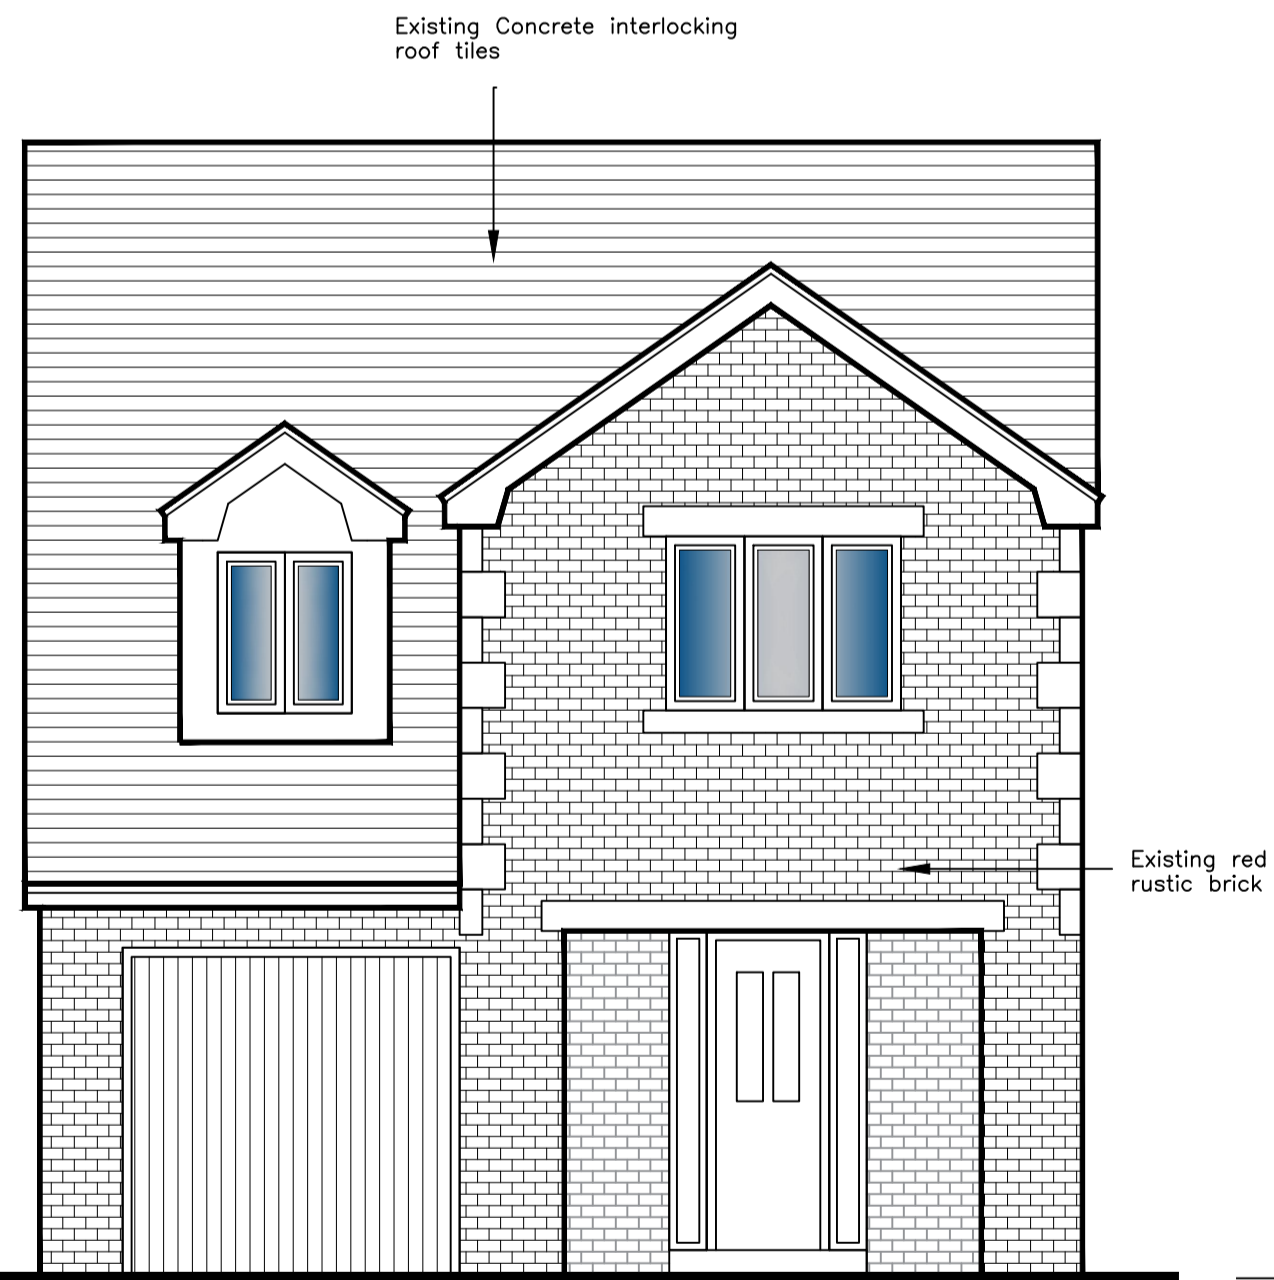 Existing Concrete interlocking
roof tiles
Existing red
rustic brick